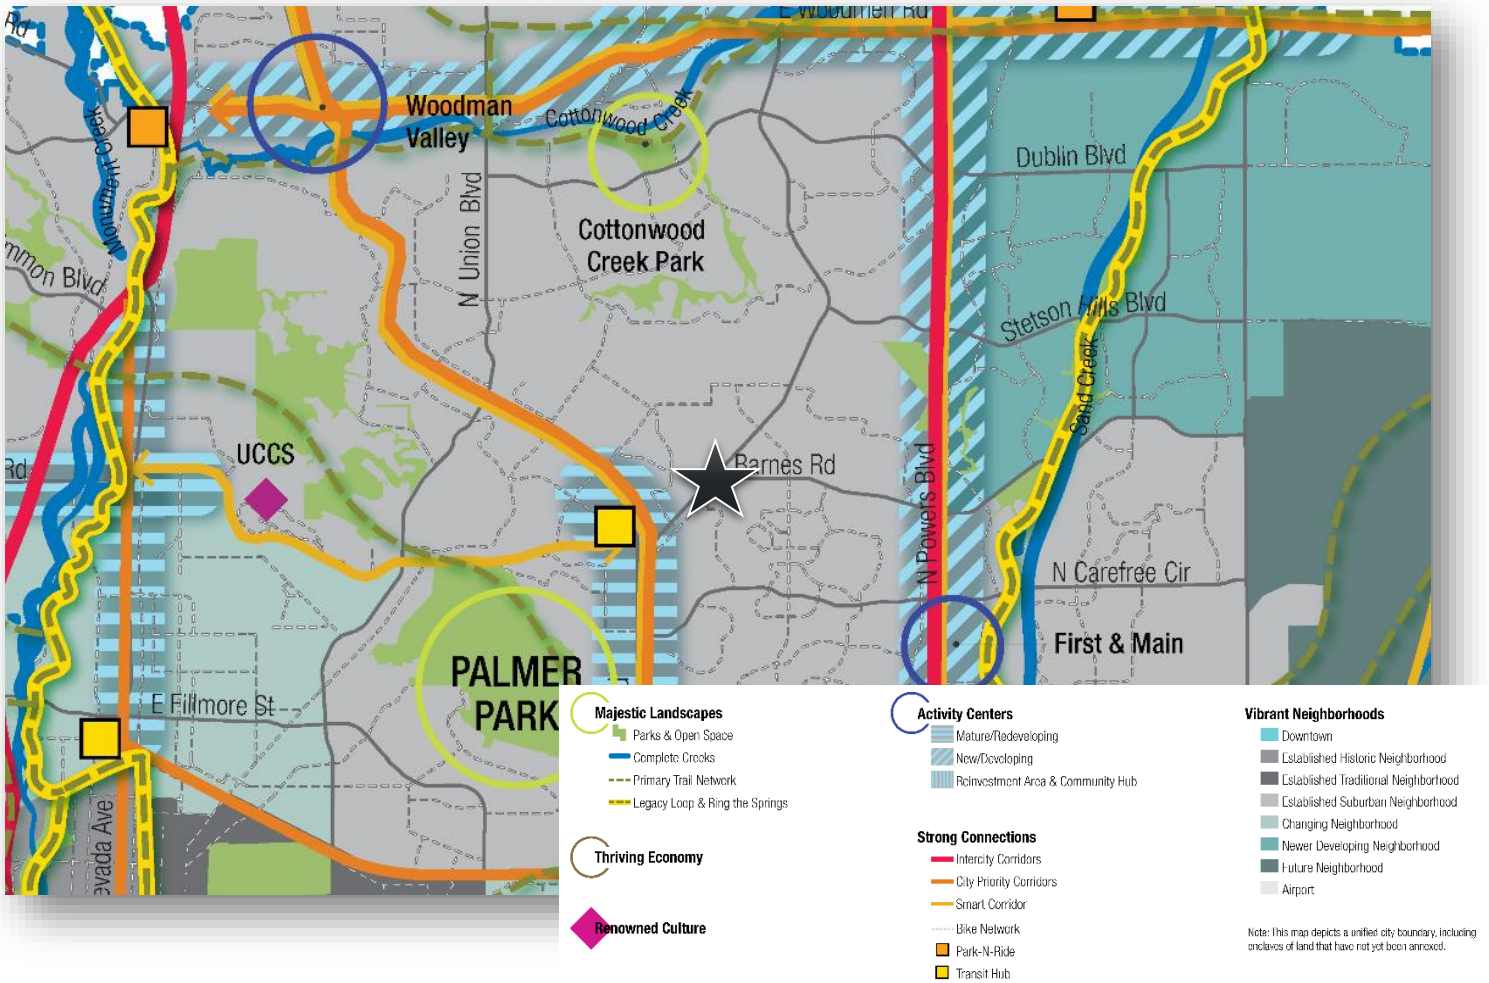 E Woodmen Rd
Rd
Woodman
Valley
Cottonwood Creek
Monument Creek
Dublin Blvd
N Union Blvd
Cottonwood
Creek Park
mmon Blvd
Stetson Hills Blvd
Sand Creek
UCCS
Rd
Barnes Rd
N Powers Blvd
N Carefree Cir
First & Main
PALMER
PARK
E Fillmore St
evada Ave
Majestic Landscapes
Parks & Open Space
Complete Creeks
Primary Trail Network
Legacy Loop & Ring the Springs
Thriving Economy
Renowned Culture
Activity Centers
Mature/Redeveloping
New/Developing
Reinvestment Area & Community Hub
Strong Connections
Intercity Corridors
City Priority Corridors
Smart Corridor
Bike Network
Park-N-Ride
Transit Hub
Vibrant Neighborhoods
Downtown
Established Historic Neighborhood
Established Traditional Neighborhood
Established Suburban Neighborhood
Changing Neighborhood
Newer Developing Neighborhood
Future Neighborhood
Airport
Note: This map depicts a unified city boundary, including
enclaves of land that have not yet been annexed.